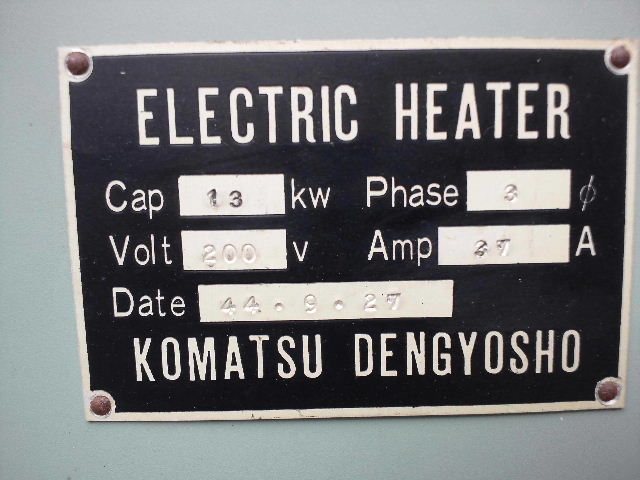 ELECTRIC HEATER
Cap 13 kw Phase 3 ϕ
Volt 200 v Amp 37 A
Date 44.9.27
KOMATSU DENGYOSHO